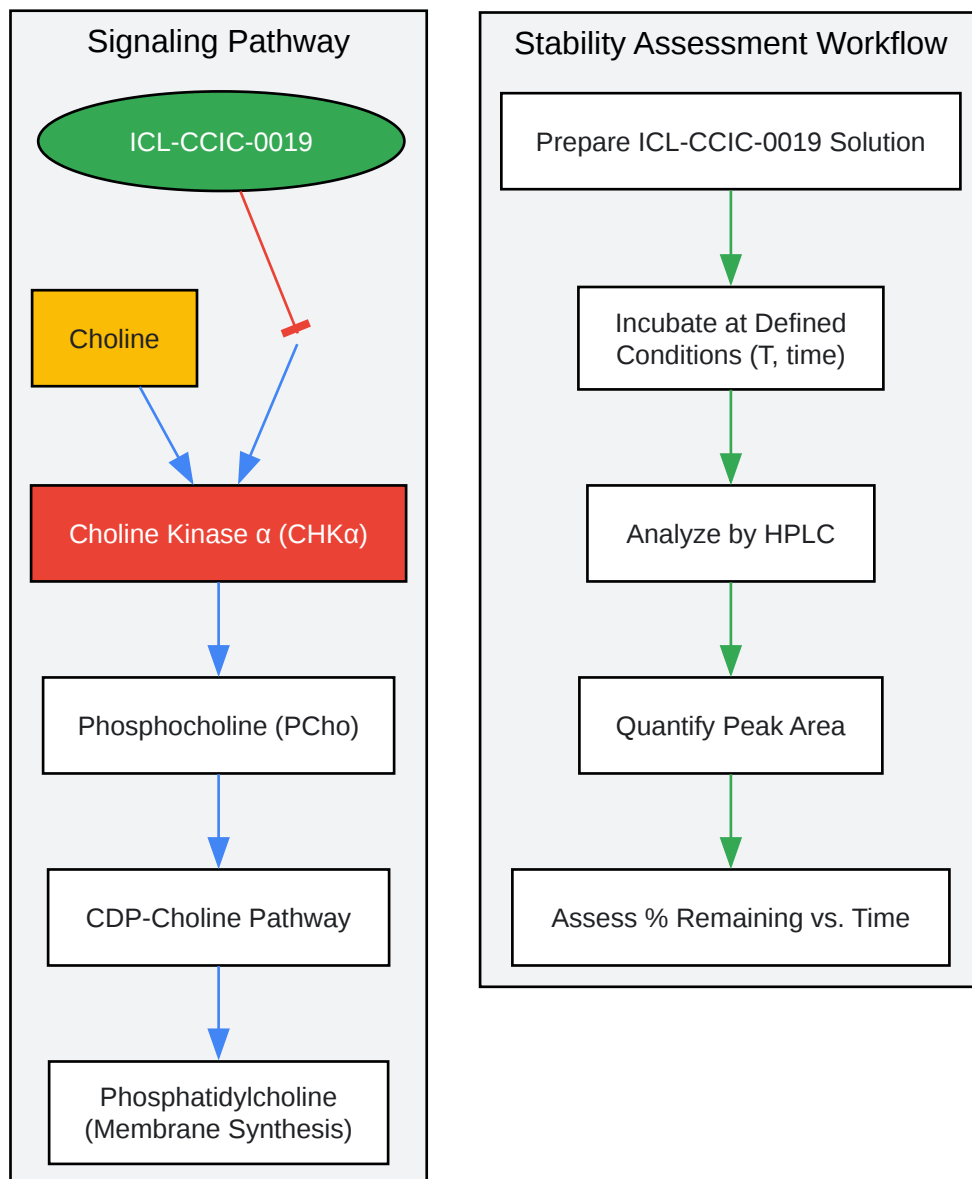 Signaling Pathway
ICL-CCIC-0019
Choline
Choline Kinase α (CHKα)
Phosphocholine (PCho)
CDP-Choline Pathway
Phosphatidylcholine
(Membrane Synthesis)
Stability Assessment Workflow
Prepare ICL-CCIC-0019 Solution
Incubate at Defined
Conditions (T, time)
Analyze by HPLC
Quantify Peak Area
Assess % Remaining vs. Time